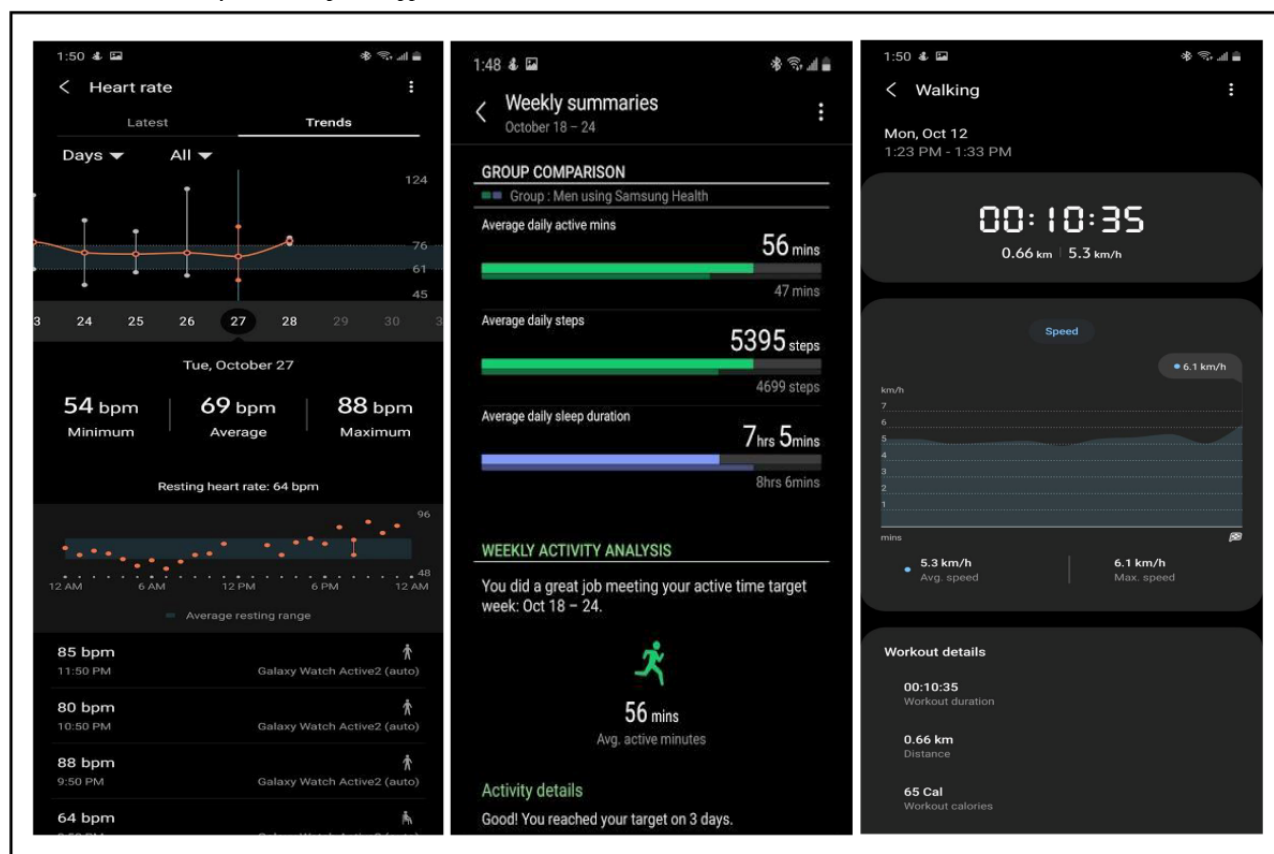 1:50
Heart rate
Latest Trends
Days All
124
76
61
45
3 24 25 26 27 28 29 30 3
Tue, October 27
54 bpm 69 bpm 88 bpm
Minimum Average Maximum
Resting heart rate: 64 bpm
96
48
12 AM 6 AM 12 PM 6 PM 12 AM
Average resting range
85 bpm
11:50 PM Galaxy Watch Active2 (auto)
80 bpm
10:50 PM Galaxy Watch Active2 (auto)
88 bpm
9:50 PM Galaxy Watch Active2 (auto)
64 bpm
1:48
Weekly summaries
October 18 – 24
GROUP COMPARISON
Group : Men using Samsung Health
Average daily active mins
56 mins
47 mins
Average daily steps
5395 steps
4699 steps
Average daily sleep duration
7hrs 5mins
8hrs 6mins
WEEKLY ACTIVITY ANALYSIS
You did a great job meeting your active time target
week: Oct 18 – 24.
56 mins
Avg. active minutes
Activity details
Good! You reached your target on 3 days.
1:50
Walking
Mon, Oct 12
1:23 PM - 1:33 PM
00:10:35
0.66 km | 5.3 km/h
Speed
6.1 km/h
km/h
7
6
5
4
3
2
1
mins
5.3 km/h 6.1 km/h
Avg. speed Max. speed
Workout details
00:10:35
Workout duration
0.66 km
Distance
65 Cal
Workout calories